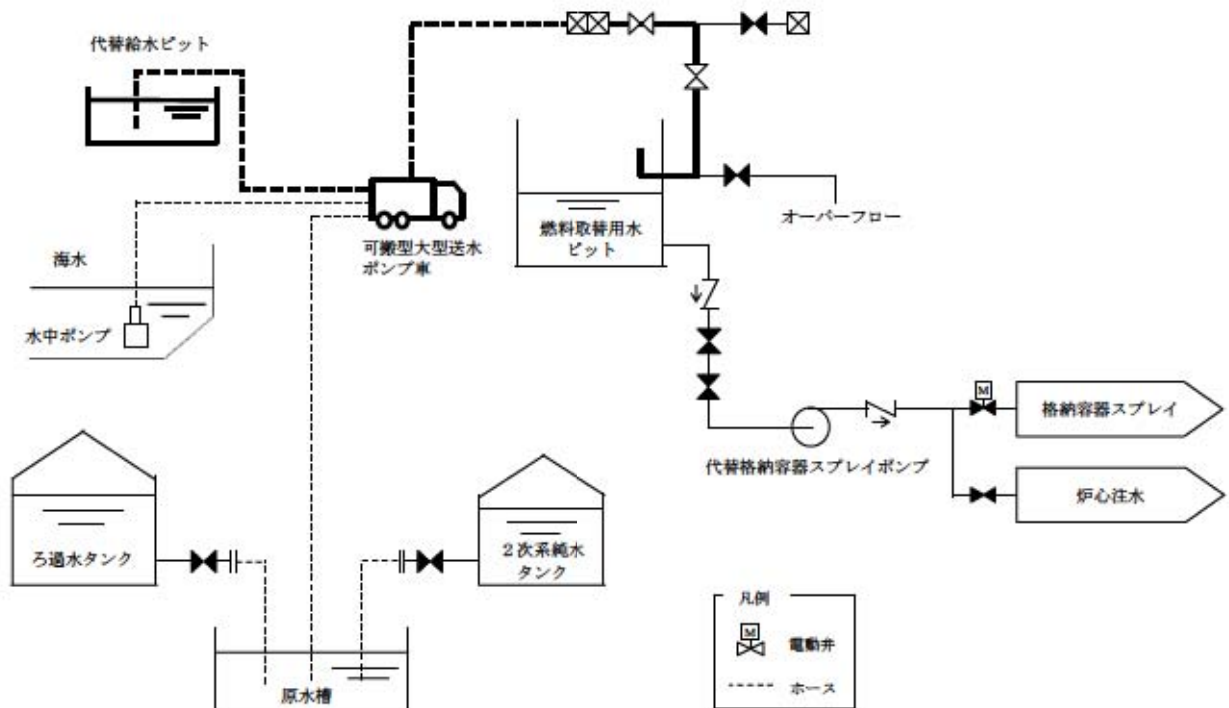 代替給水ピット
オーバーフロー
燃料取替用水
ピット
可搬型大型送水
ポンプ車
海水
水中ポンプ
M
格納容器スプレイ
代替格納容器スプレイポンプ
炉心注水
ろ過水タンク
2次系純水
タンク
原水槽
凡例
M
電動弁
ホース